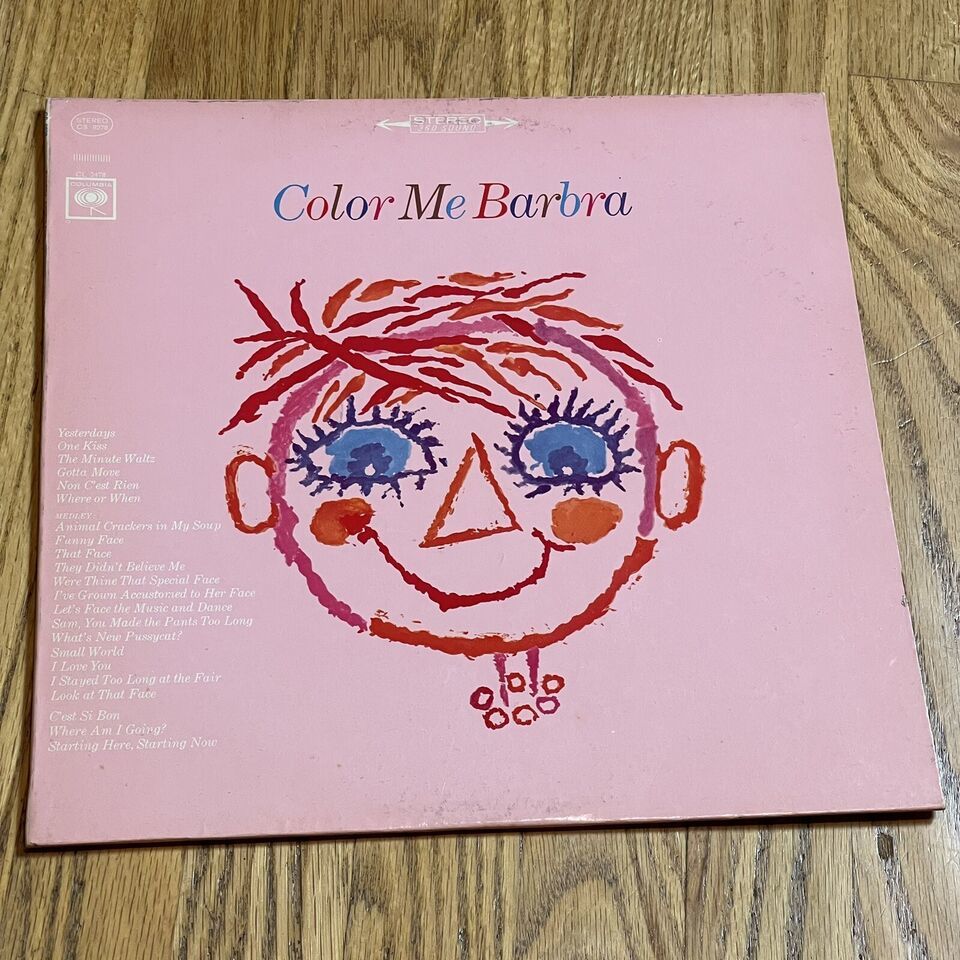 STEREO
CS 9278
STEREO
360 SOUND
CL 2478
COLUMBIA
Color Me Barbra
Yesterdays
One Kiss
The Minute Waltz
Gotta Move
Non C'est Rien
Where or When
MEDLEY:
Animal Crackers in My Soup
Funny Face
That Face
They Didn't Believe Me
Were Thine That Special Face
I've Grown Accustomed to Her Face
Let's Face the Music and Dance
Sam, You Made the Pants Too Long
What's New Pussycat?
Small World
I Love You
I Stayed Too Long at the Fair
Look at That Face
C'est Si Bon
Where Am I Going?
Starting Here, Starting Now